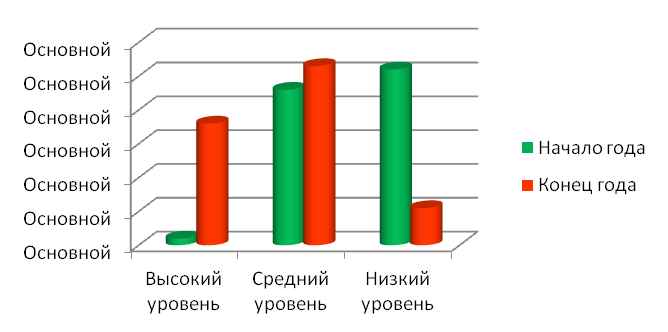 Основной
Основной
Основной
Основной
Основной
Основной
Основной
Высокий
уровень
Средний
уровень
Низкий
уровень
Начало года
Конец года